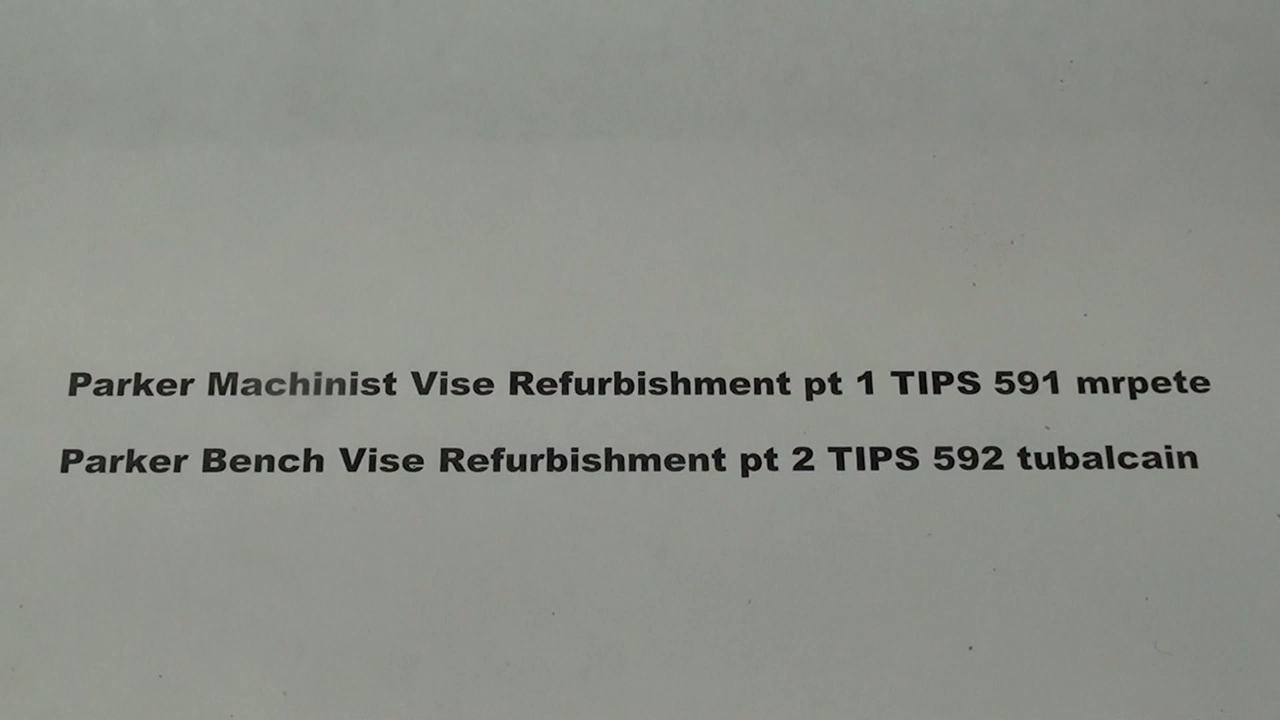 Parker Machinist Vise Refurbishment pt 1 TIPS 591 mrpete
Parker Bench Vise Refurbishment pt 2 TIPS 592 tubalcain